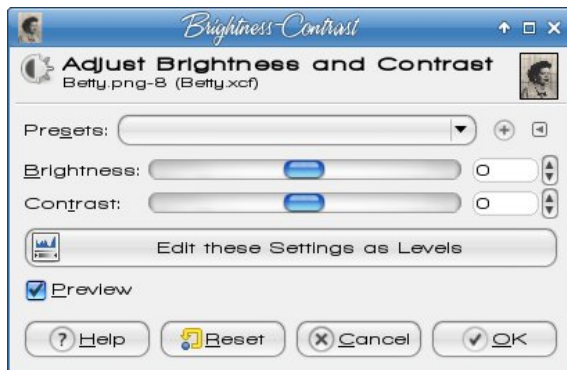 Brightness-Contrast
Adjust Brightness and Contrast
Betty.png-8 (Betty.xcf)
Presets:
Brightness: 0
Contrast: 0
Edit these Settings as Levels
Preview
Help Reset Cancel OK